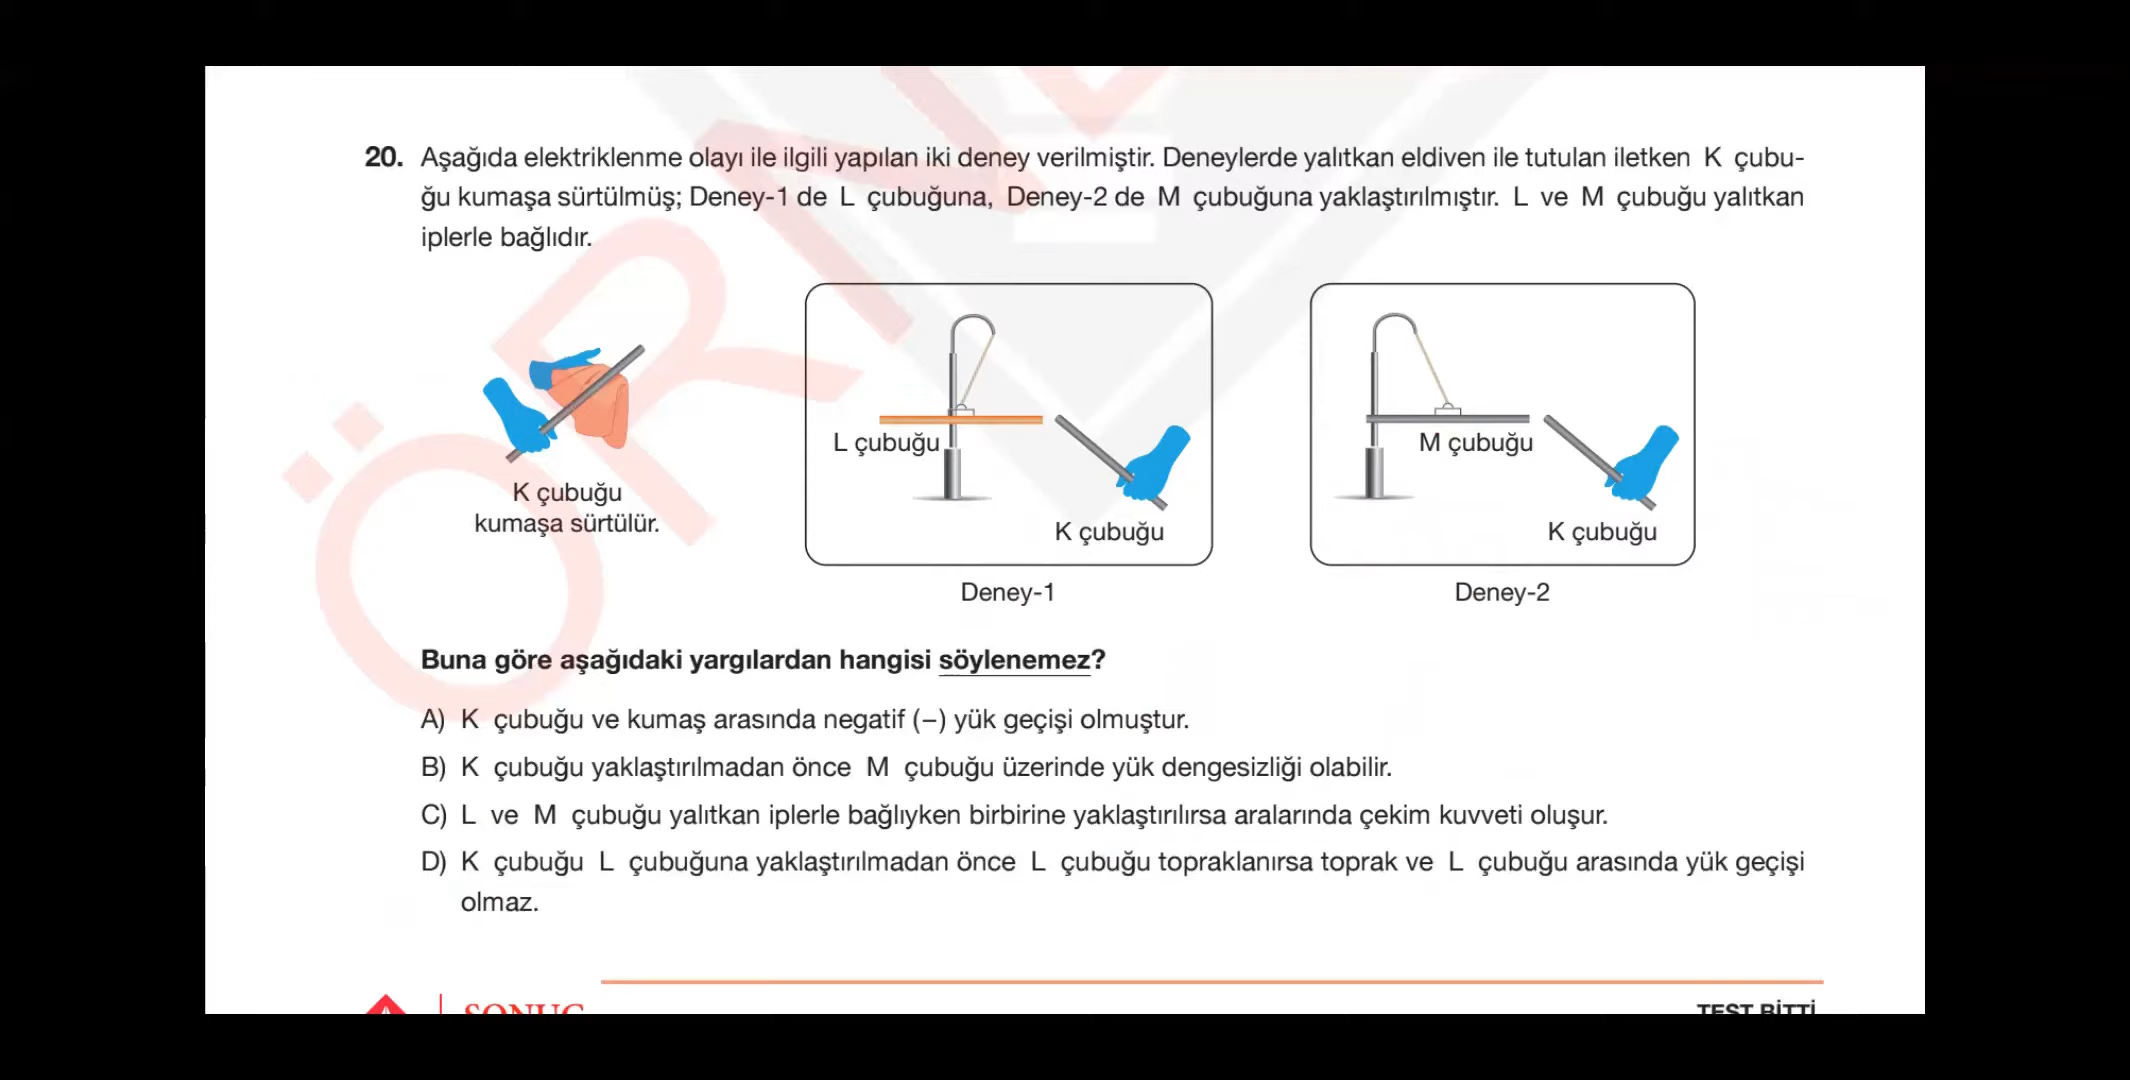 20. Aşağıda elektriklenme olayı ile ilgili yapılan iki deney verilmiştir. Deneylerde yalıtkan eldiven ile tutulan iletken K çubu-
ğu kumaşa sürtülmüş; Deney-1 de L çubuğuna, Deney-2 de M çubuğuna yaklaştırılmıştır. L ve M çubuğu yalıtkan
iplerle bağlıdır.
K çubuğu
kumaşa sürtülür.
L çubuğu
K çubuğu
Deney-1
M çubuğu
K çubuğu
Deney-2
Buna göre aşağıdaki yargılardan hangisi söylenemez?
A) K çubuğu ve kumaş arasında negatif (–) yük geçişi olmuştur.
B) K çubuğu yaklaştırılmadan önce M çubuğu üzerinde yük dengesizliği olabilir.
C) L ve M çubuğu yalıtkan iplerle bağlıyken birbirine yaklaştırılırsa aralarında çekim kuvveti oluşur.
D) K çubuğu L çubuğuna yaklaştırılmadan önce L çubuğu topraklanırsa toprak ve L çubuğu arasında yük geçişi
olmaz.
SONUÇ
TEST BİTTİ